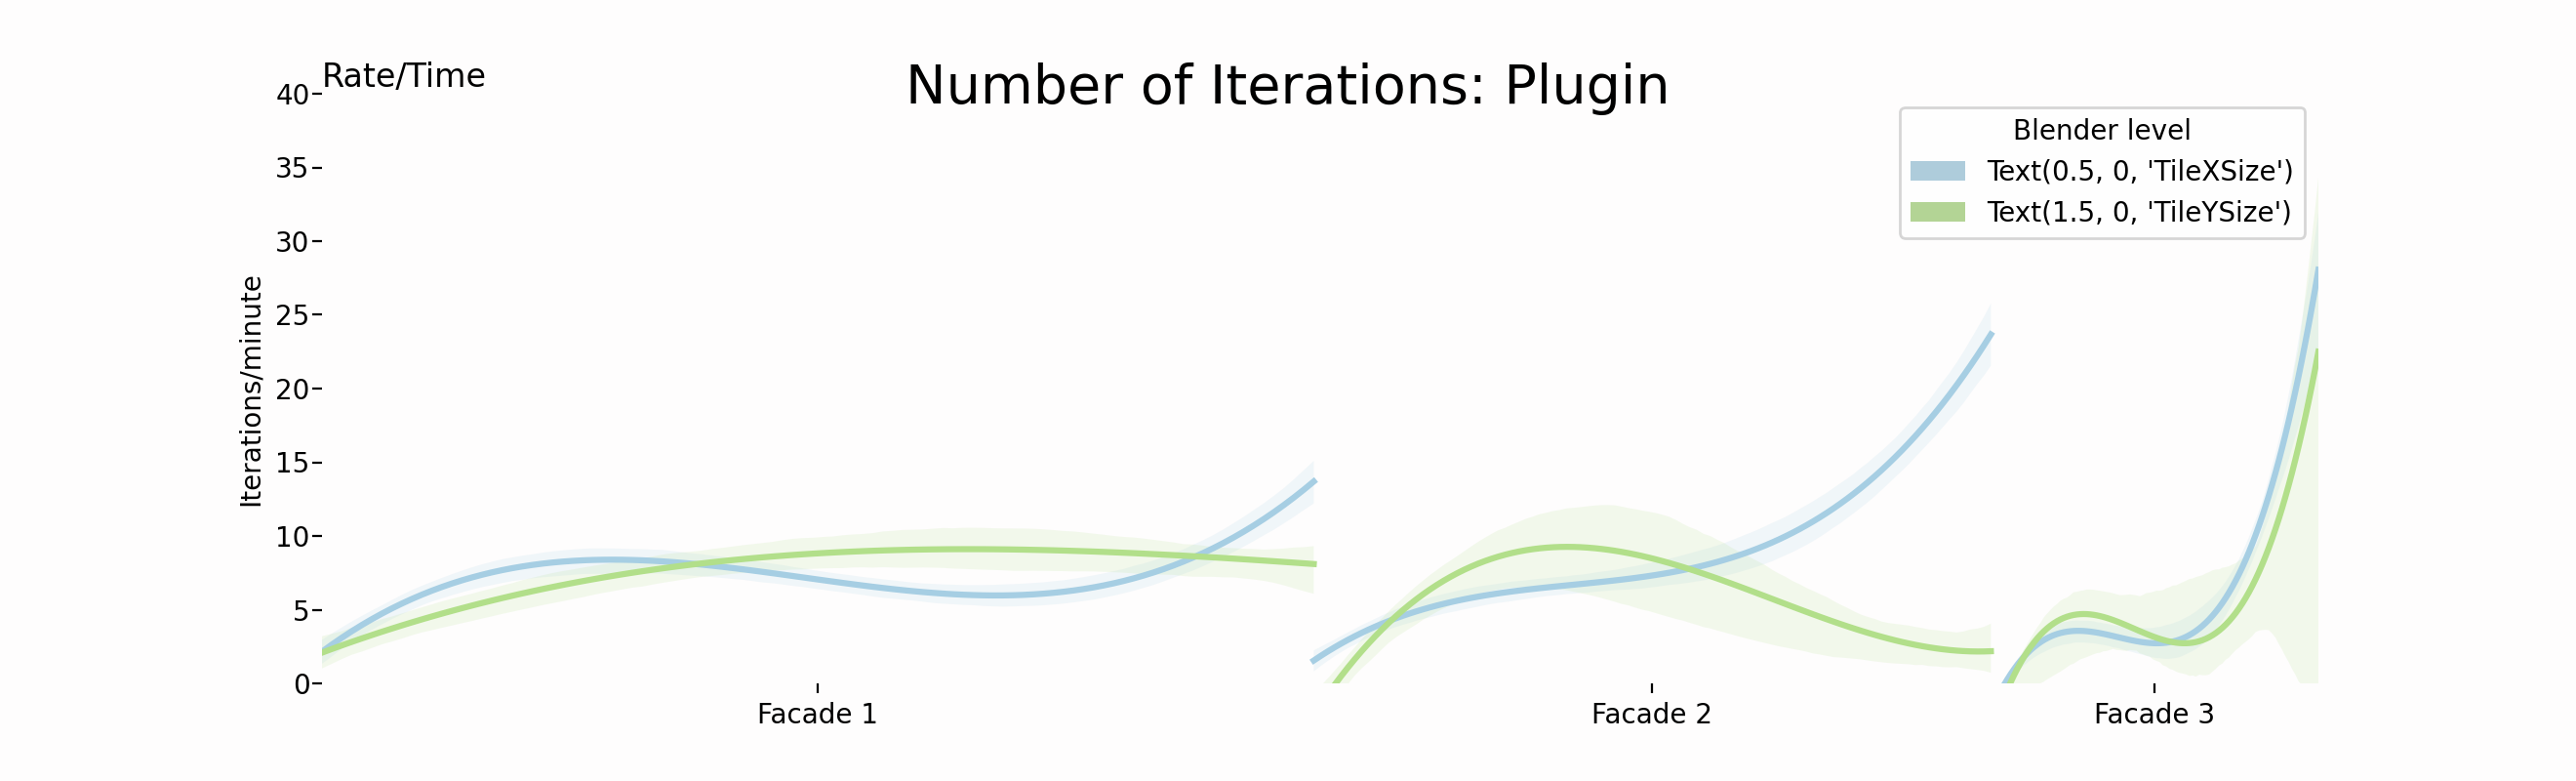 Number of Iterations: Plugin
Rate/Time
40
35
30
25
20
15
10
5
0
Iterations/minute
Blender level
Text(0.5, 0, 'TileXSize')
Text(1.5, 0, 'TileYSize')
Facade 1
Facade 2
Facade 3